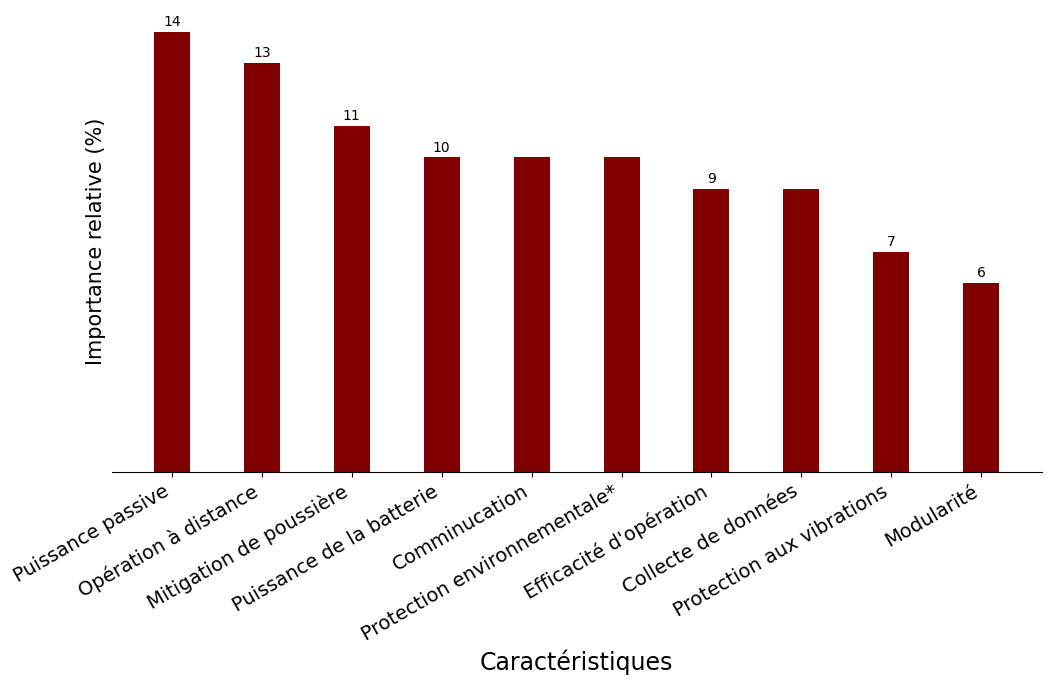 14
13
11
10
9
7
6
Importance relative (%)
Puissance passive
Opération à distance
Mitigation de poussière
Puissance de la batterie
Comminucation
Protection environnementale*
Efficacité d'opération
Collecte de données
Protection aux vibrations
Modularité
Caractéristiques